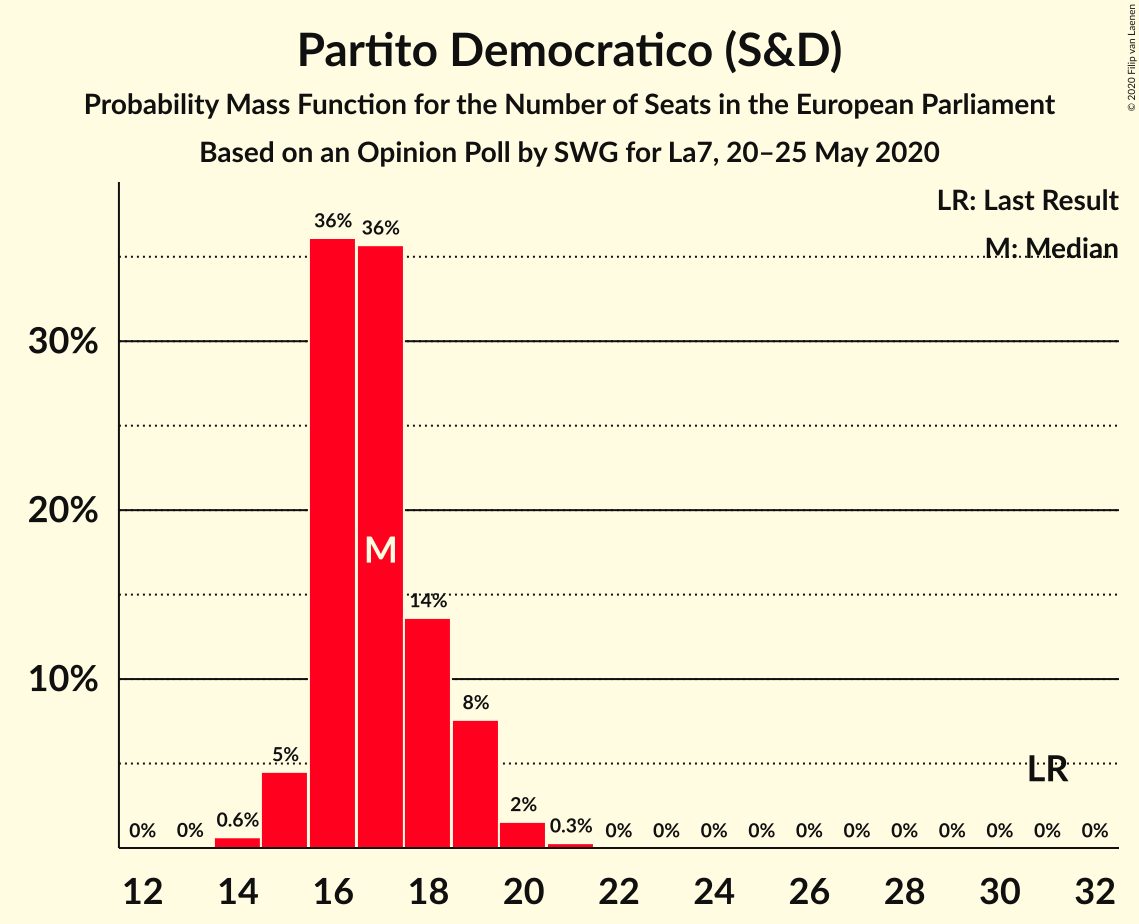 Partito Democratico (S&D)
Probability Mass Function for the Number of Seats in the European Parliament
Based on an Opinion Poll by SWG for La7, 20–25 May 2020
© 2020 Filip van Laenen
LR: Last Result
M: Median
36% 36%
30%
20%
M
14%
10%
8%
5%
LR
2%
0% 0% 0.6% 0.3% 0% 0% 0% 0% 0% 0% 0% 0% 0% 0% 0%
12 14 16 18 20 22 24 26 28 30 32